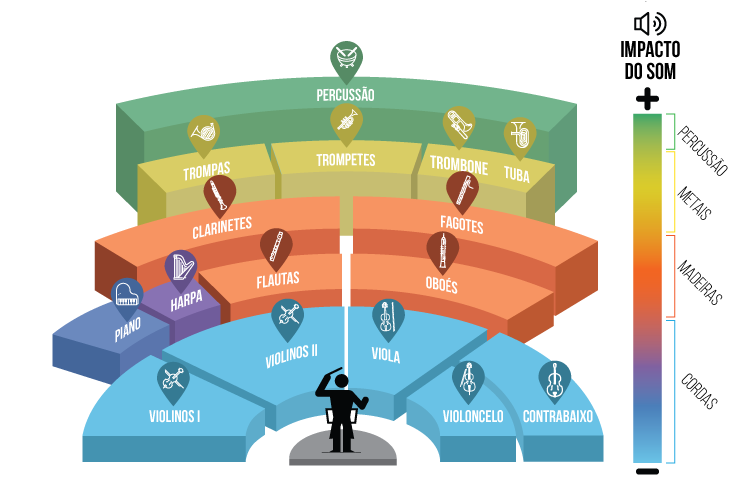 IMPACTO
DO SOM
+
PERCUSSÃO
TROMPAS
TROMPETES
TROMBONE
TUBA
CLARINETES
FAGOTES
FLAUTAS
OBOÉS
PIANO
HARPA
VIOLINOS II
VIOLA
VIOLINOS I
VIOLONCELO
CONTRABAIXO
PERCUSSÃO
METAIS
MADEIRAS
CORDAS
-